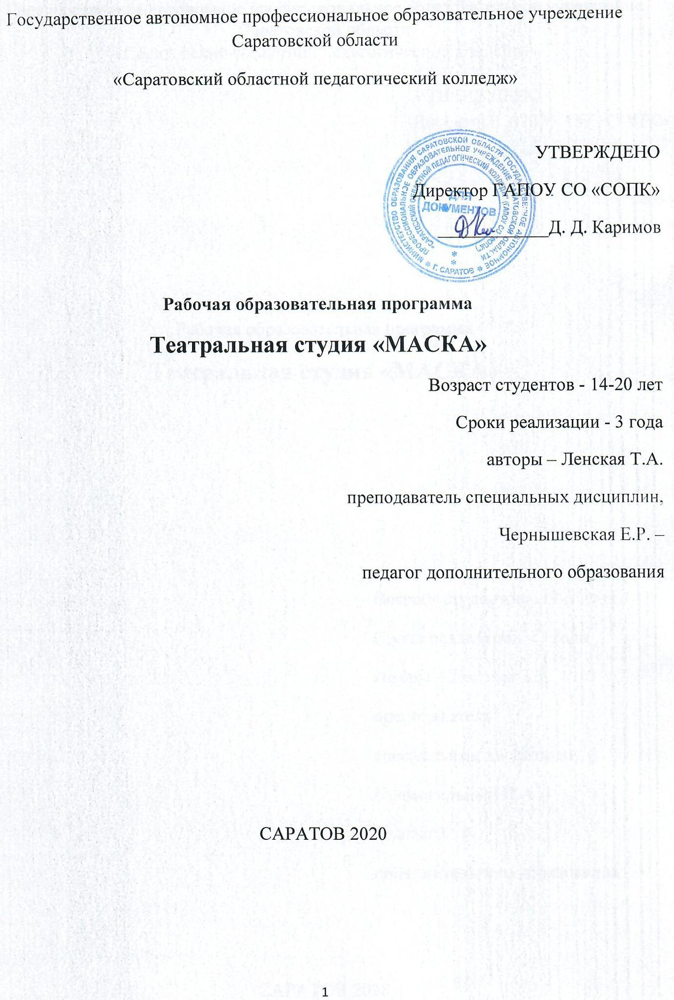 Государственное автономное профессиональное образовательное учреждение
Саратовской области
«Саратовский областной педагогический колледж»
УТВЕРЖДЕНО
Директор ГАПОУ СО «СОПК»
Д. Д. Каримов
МИНИСТЕРСТВО ОБРАЗОВАНИЯ САРАТОВСКОЙ ОБЛАСТИ ГОСУДАРСТВЕННОЕ АВТОНОМНОЕ
ПРОФЕССИОНАЛЬНОЕ ОБРАЗОВАТЕЛЬНОЕ УЧРЕЖДЕНИЕ САРАТОВСКОЙ ОБЛАСТИ
"САРАТОВСКИЙ ОБЛАСТНОЙ ПЕДАГОГИЧЕСКИЙ КОЛЛЕДЖ" (ГАПОУ СО "СОПК")
* Г. САРАТОВ *
ДЛЯ
ДОКУМЕНТОВ
Рабочая образовательная программа
Театральная студия «МАСКА»
Возраст студентов - 14-20 лет
Сроки реализации - 3 года
авторы – Ленская Т.А.
преподаватель специальных дисциплин,
Чернышевская Е.Р. –
педагог дополнительного образования
САРАТОВ 2020
1